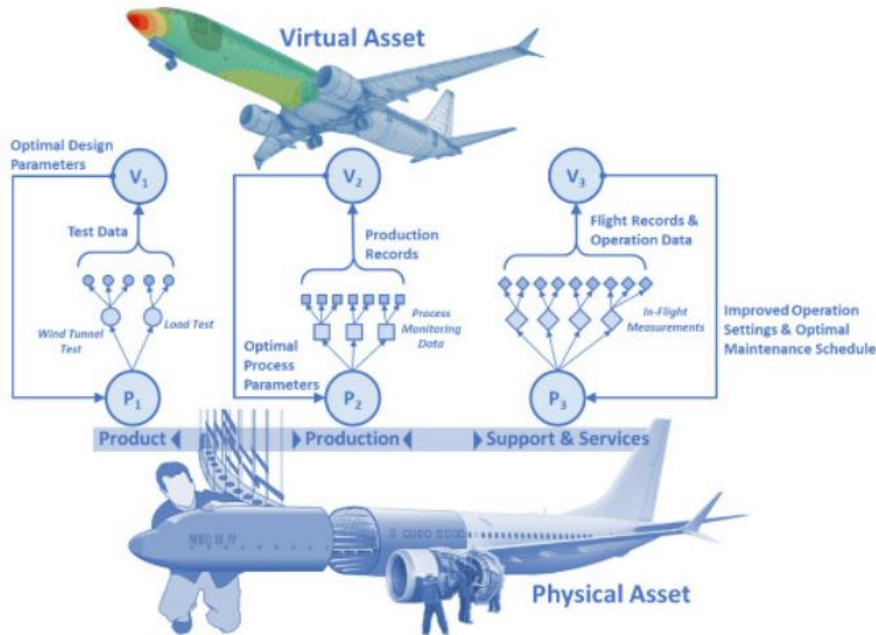 Virtual Asset
Optimal Design
Parameters
V₁
V₂
V₃
Test Data
Production
Records
Flight Records &
Operation Data
Wind Tunnel
Test
Load Test
Process
Monitoring
Data
In-Flight
Measurements
Optimal
Process
Parameters
Improved Operation
Settings & Optimal
Maintenance Schedule
P₁
P₂
P₃
Product
Production
Support & Services
Physical Asset